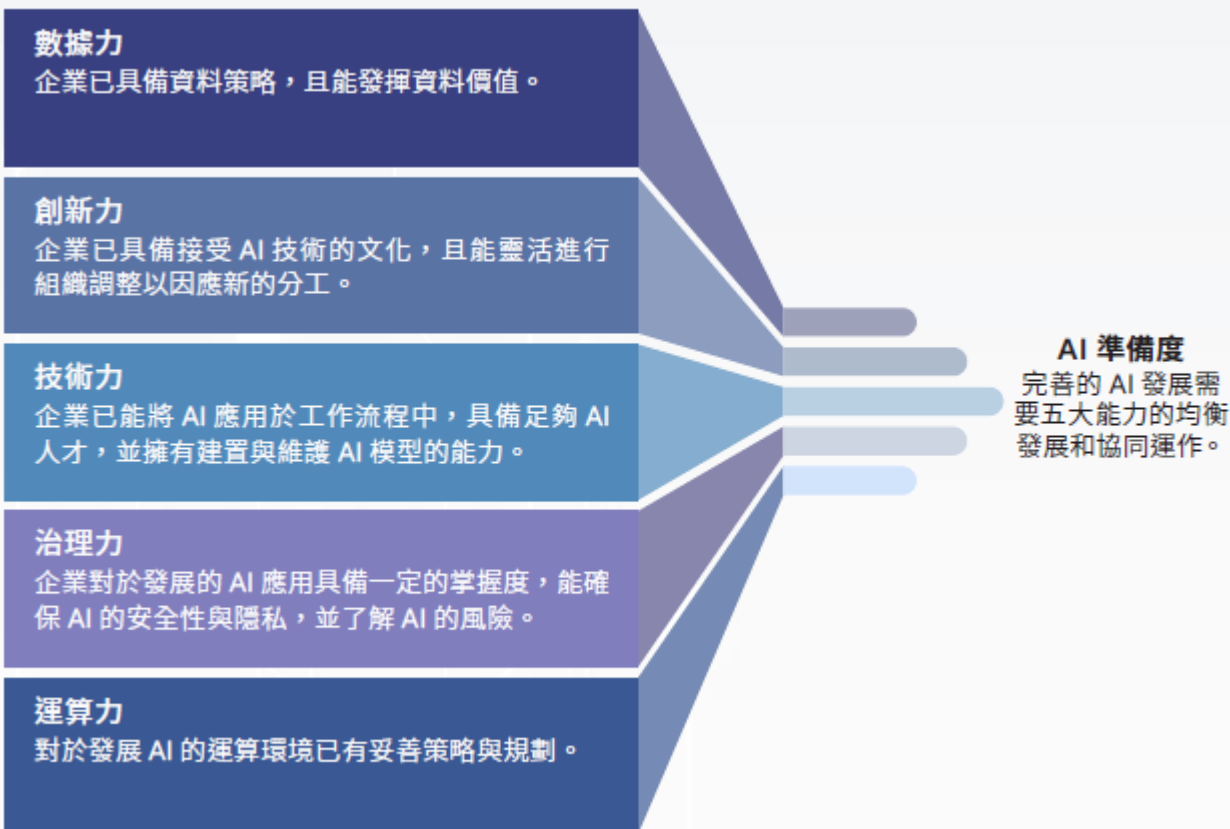 數據力
企業已具備資料策略，且能發揮資料價值。
創新力
企業已具備接受 AI 技術的文化，且能靈活進行
組織調整以因應新的分工。
技術力
企業已能將 AI 應用於工作流程中，具備足夠 AI
人才，並擁有建置與維護 AI 模型的能力。
治理力
企業對於發展的 AI 應用具備一定的掌握度，能確
保 AI 的安全性與隱私，並了解 AI 的風險。
運算力
對於發展 AI 的運算環境已有妥善策略與規劃。
AI 準備度
完善的 AI 發展需
要五大能力的均衡
發展和協同運作。